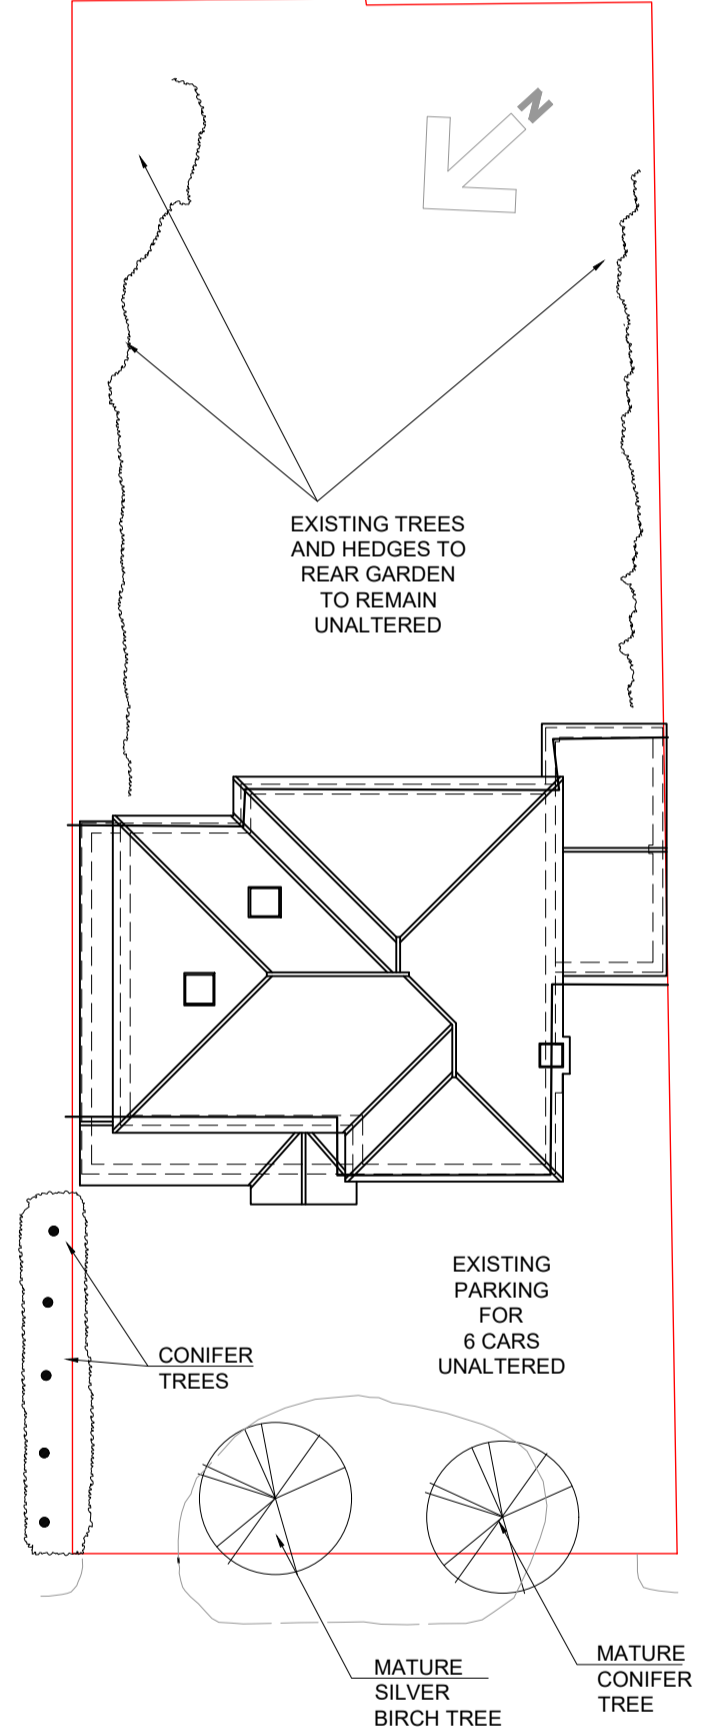 N
EXISTING TREES
AND HEDGES TO
REAR GARDEN
TO REMAIN
UNALTERED
EXISTING
PARKING
FOR
6 CARS
UNALTERED
CONIFER
TREES
MATURE
SILVER
BIRCH TREE
MATURE
CONIFER
TREE